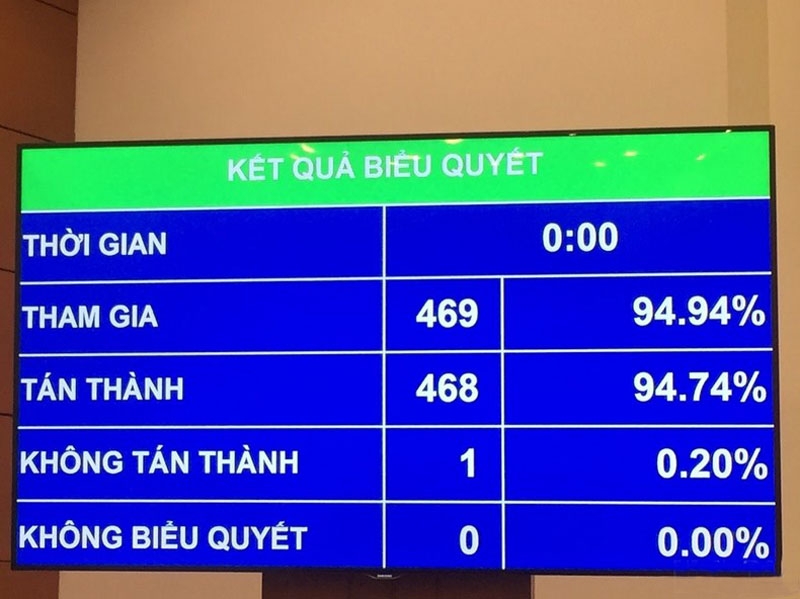 KẾT QUẢ BIỂU QUYẾT
THỜI GIAN 0:00
THAM GIA 469 94.94%
TÁN THÀNH 468 94.74%
KHÔNG TÁN THÀNH 1 0.20%
KHÔNG BIỂU QUYẾT 0 0.00%